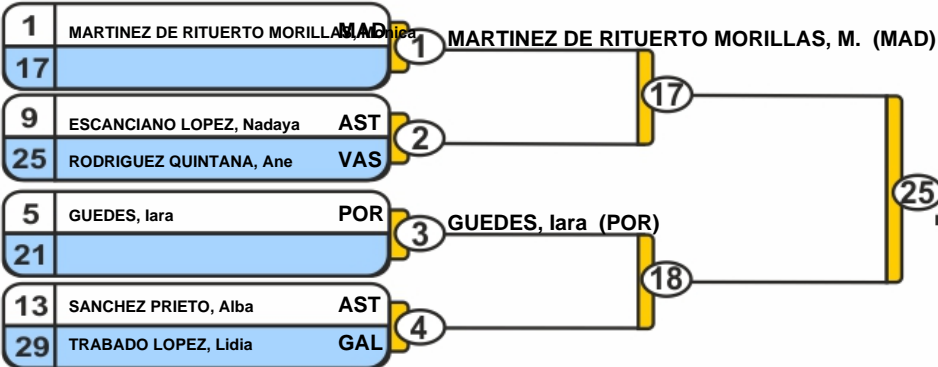 1 MARTINEZ DE RITUERTO MORILLAS, Monica MAD
17
1 MARTINEZ DE RITUERTO MORILLAS, M. (MAD)
17
9 ESCANCIANO LOPEZ, Nadaya AST
25 RODRIGUEZ QUINTANA, Ane VAS
2
25
5 GUEDES, Iara POR
21
3 GUEDES, Iara (POR)
18
13 SANCHEZ PRIETO, Alba AST
29 TRABADO LOPEZ, Lidia GAL
4